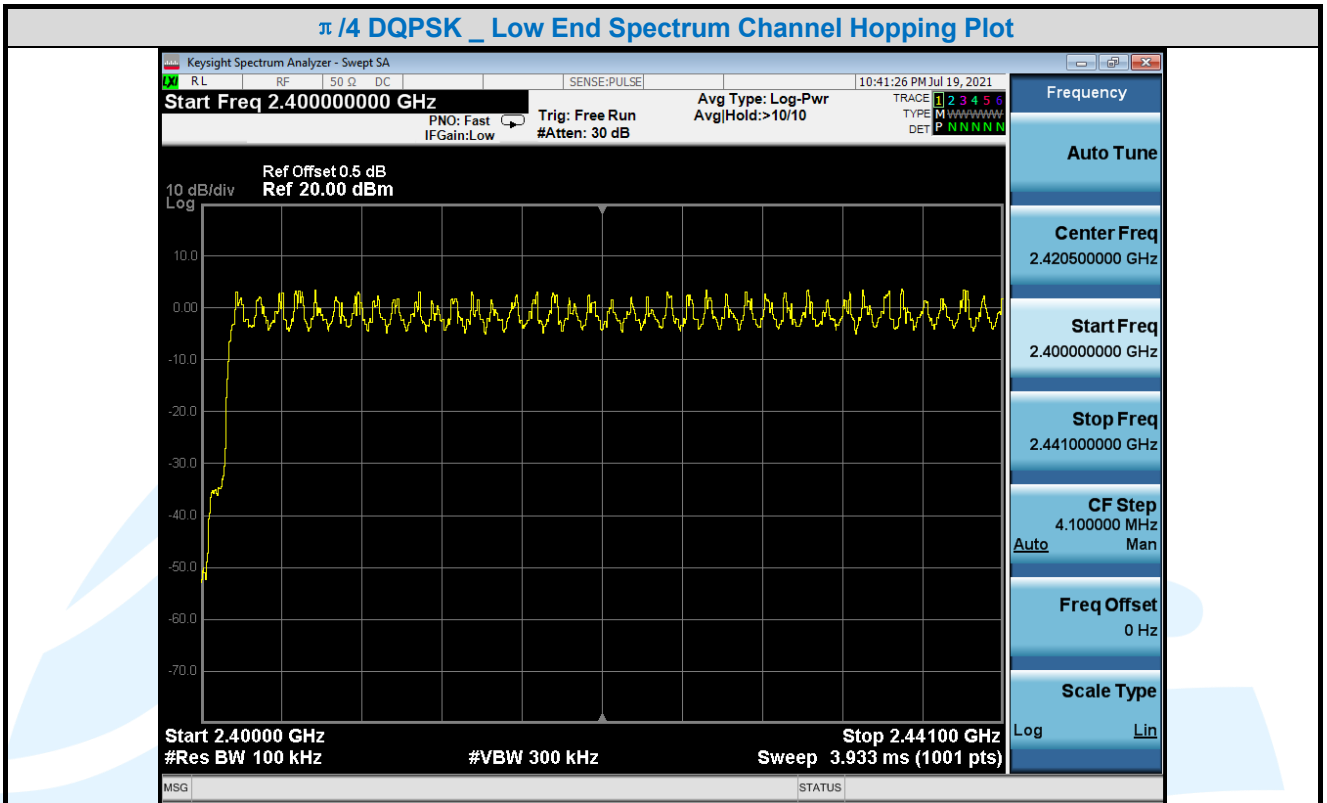 π/4 DQPSK _ Low End Spectrum Channel Hopping Plot
Keysight Spectrum Analyzer - Swept SA
LXI RL RF 50 Ω DC SENSE:PULSE 10:41:26 PM Jul 19, 2021
Start Freq 2.400000000 GHz
PNO: Fast
IFGain:Low
Trig: Free Run
#Atten: 30 dB
Avg Type: Log-Pwr
Avg|Hold:>10/10
TRACE 1 2 3 4 5 6
TYPE M WWWWW
DET P N N N N N
Ref Offset 0.5 dB
10 dB/div Ref 20.00 dBm
Log
10.0
0.00
-10.0
-20.0
-30.0
-40.0
-50.0
-60.0
-70.0
Start 2.40000 GHz Stop 2.44100 GHz
#Res BW 100 kHz #VBW 300 kHz Sweep 3.933 ms (1001 pts)
MSG STATUS
Frequency
Auto Tune
Center Freq
2.420500000 GHz
Start Freq
2.400000000 GHz
Stop Freq
2.441000000 GHz
CF Step
4.100000 MHz
Auto Man
Freq Offset
0 Hz
Scale Type
Log Lin